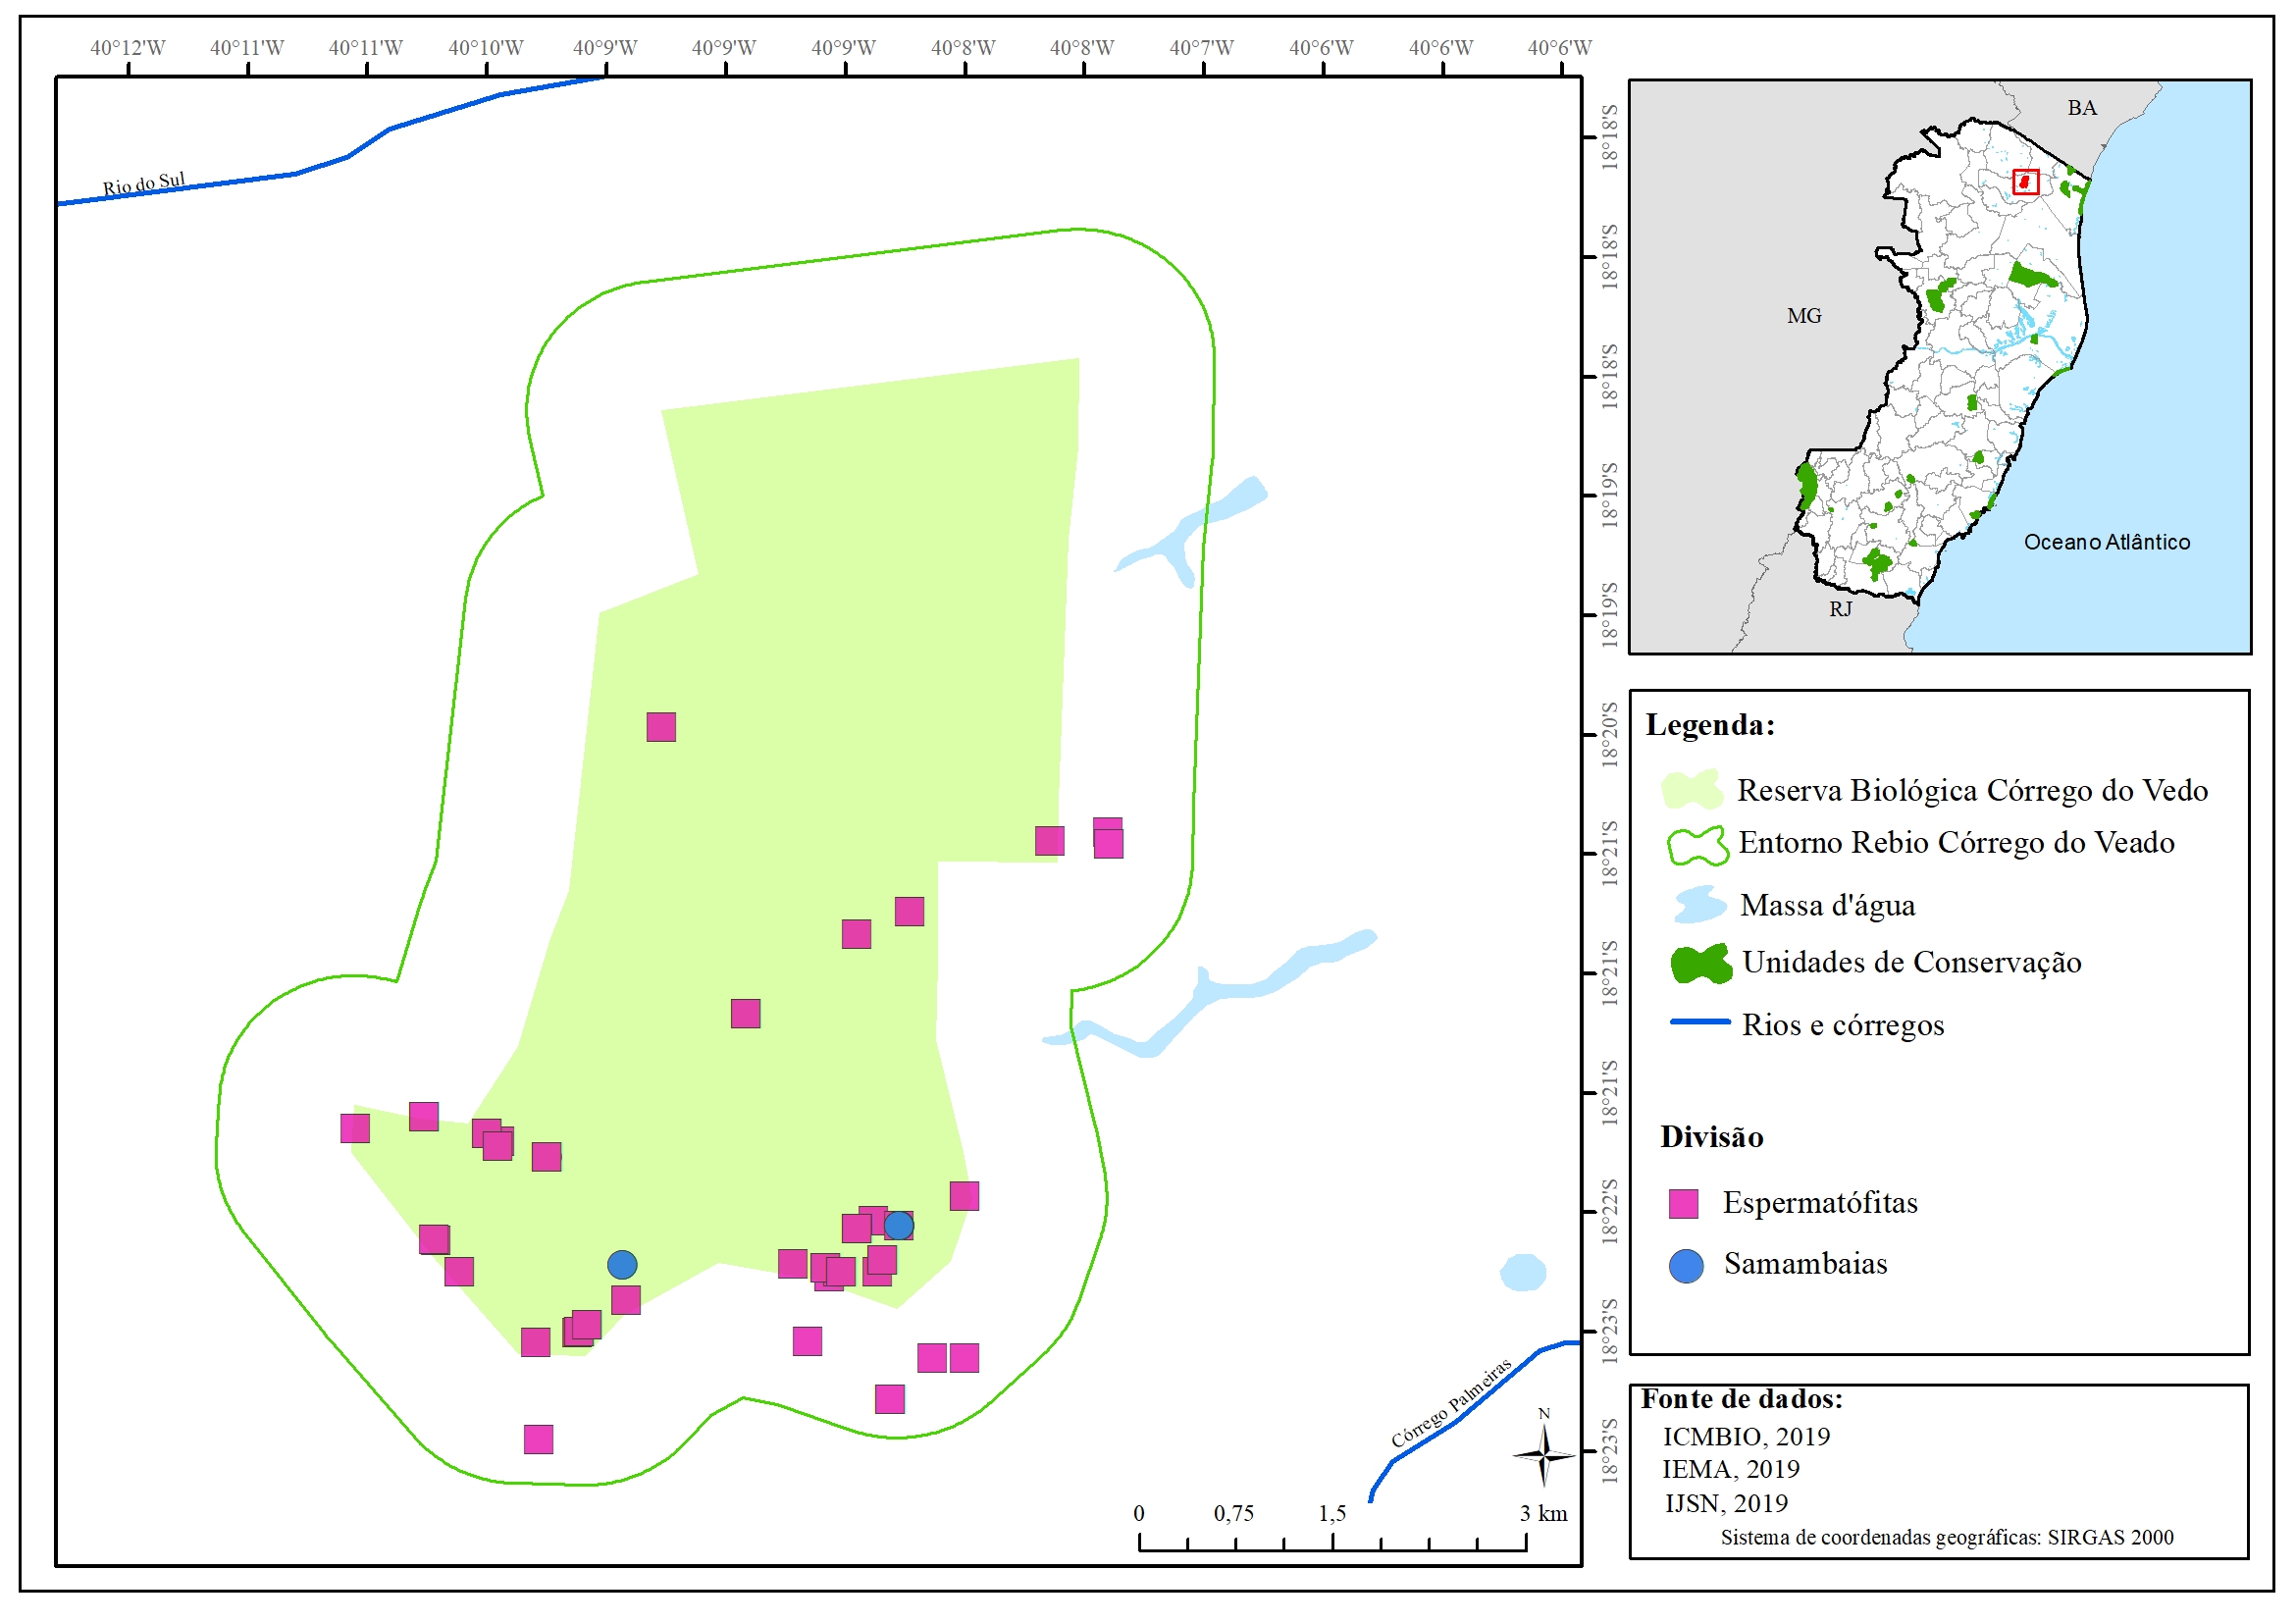 40°12'W 40°11'W 40°11'W 40°10'W 40°9'W 40°9'W 40°9'W 40°8'W 40°8'W 40°7'W 40°6'W 40°6'W 40°6'W
18°18'S
18°18'S
18°18'S
18°19'S
18°19'S
18°20'S
18°21'S
18°21'S
18°21'S
18°22'S
18°23'S
18°23'S
Rio do Sul
Córrego Palmeiras
N
0 0,75 1,5 3 km
BA
MG
Oceano Atlântico
RJ
Legenda:
Reserva Biológica Córrego do Vedo
Entorno Rebio Córrego do Veado
Massa d'água
Unidades de Conservação
Rios e córregos
Divisão
Espermatófitas
Samambaias
Fonte de dados:
ICMBIO, 2019
IEMA, 2019
IJSN, 2019
Sistema de coordenadas geográficas: SIRGAS 2000